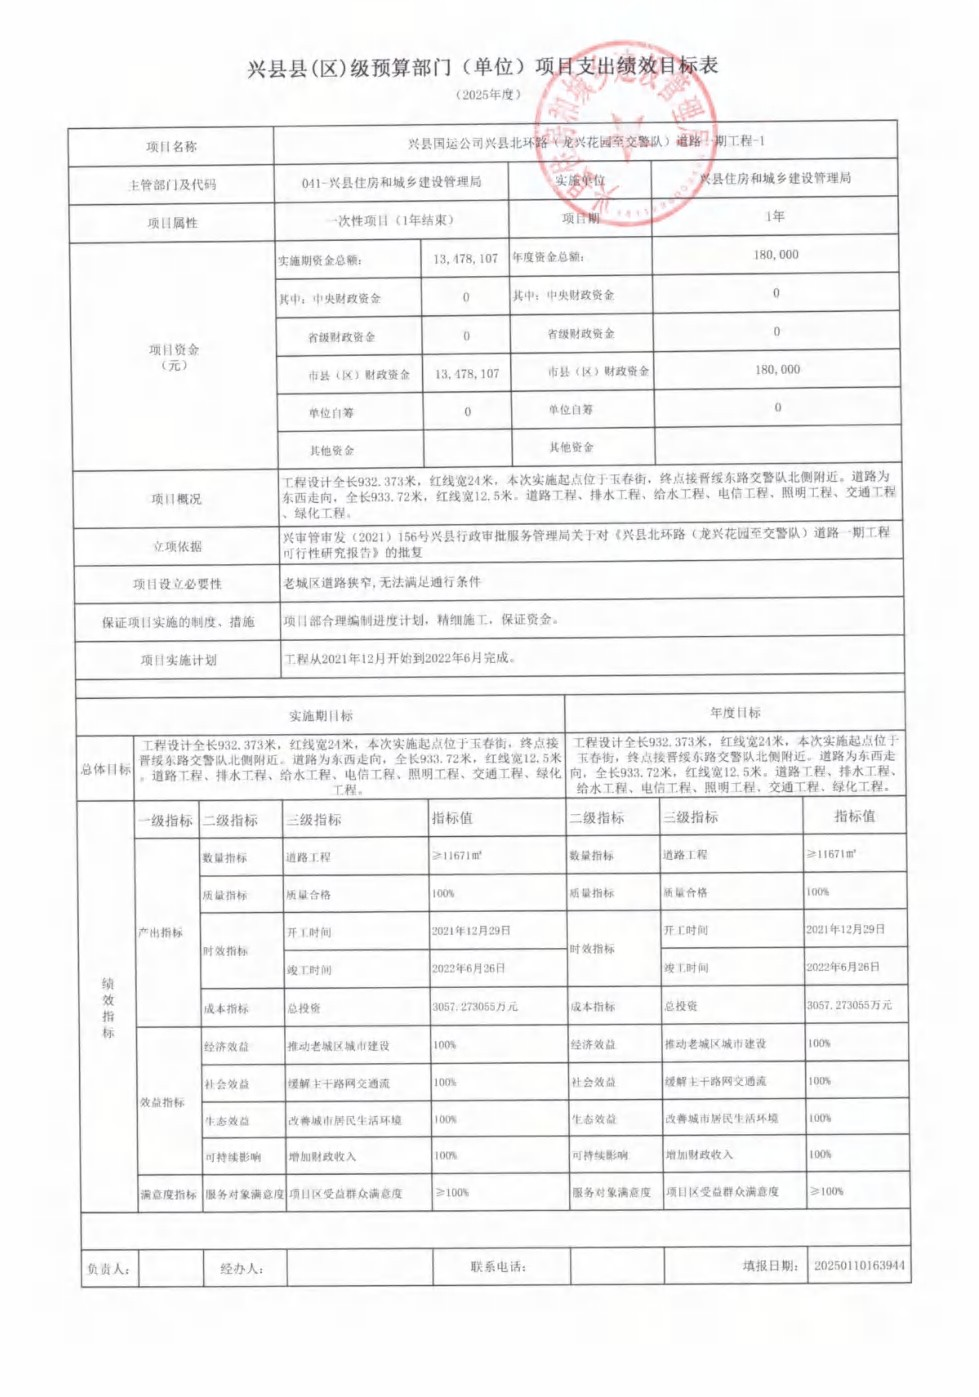 兴县县(区)级预算部门（单位）项目支出绩效目标表
（2025年度）
项目名称 兴县国运公司兴县北环路（龙兴花园至交警队）道路一期工程-1
主管部门及代码 041-兴县住房和城乡建设管理局 实施单位 兴县住房和城乡建设管理局
项目属性 一次性项目（1年结束） 项目期 1年
项目资金
（元）
实施期资金总额： 13,478,107 年度资金总额： 180,000
其中：中央财政资金 0 其中：中央财政资金 0
省级财政资金 0 省级财政资金 0
市县（区）财政资金 13,478,107 市县（区）财政资金 180,000
单位自筹 0 单位自筹 0
其他资金 其他资金
项目概况
工程设计全长932.373米，红线宽24米，本次实施起点位于玉春街，终点接晋绥东路交警队北侧附近。道路为
东西走向，全长933.72米，红线宽12.5米。道路工程、排水工程、给水工程、电信工程、照明工程、交通工程
、绿化工程。
立项依据
兴审管审发（2021）156号兴县行政审批服务管理局关于对《兴县北环路（龙兴花园至交警队）道路一期工程
可行性研究报告》的批复
项目设立必要性 老城区道路狭窄,无法满足通行条件
保证项目实施的制度、措施 项目部合理编制进度计划，精细施工，保证资金。
项目实施计划 工程从2021年12月开始到2022年6月完成。
实施期目标 年度目标
总体目标
工程设计全长932.373米，红线宽24米，本次实施起点位于玉春街，终点接
晋绥东路交警队北侧附近。道路为东西走向，全长933.72米，红线宽12.5米
。道路工程、排水工程、给水工程、电信工程、照明工程、交通工程、绿化
工程。
工程设计全长932.373米，红线宽24米，本次实施起点位于
玉春街，终点接晋绥东路交警队北侧附近。道路为东西走
向，全长933.72米，红线宽12.5米。道路工程、排水工程、
给水工程、电信工程、照明工程、交通工程、绿化工程。
绩效指标
一级指标 二级指标 三级指标 指标值 二级指标 三级指标 指标值
产出指标
数量指标 道路工程 ≥11671㎡ 数量指标 道路工程 ≥11671㎡
质量指标 质量合格 100% 质量指标 质量合格 100%
时效指标 开工时间 2021年12月29日 时效指标 开工时间 2021年12月29日
竣工时间 2022年6月26日 竣工时间 2022年6月26日
成本指标 总投资 3057.273055万元 成本指标 总投资 3057.273055万元
效益指标
经济效益 推动老城区城市建设 100% 经济效益 推动老城区城市建设 100%
社会效益 缓解主干路网交通流 100% 社会效益 缓解主干路网交通流 100%
生态效益 改善城市居民生活环境 100% 生态效益 改善城市居民生活环境 100%
可持续影响 增加财政收入 100% 可持续影响 增加财政收入 100%
满意度指标 服务对象满意度 项目区受益群众满意度 ≥100% 服务对象满意度 项目区受益群众满意度 ≥100%
负责人： 经办人： 联系电话： 填报日期： 20250110163944